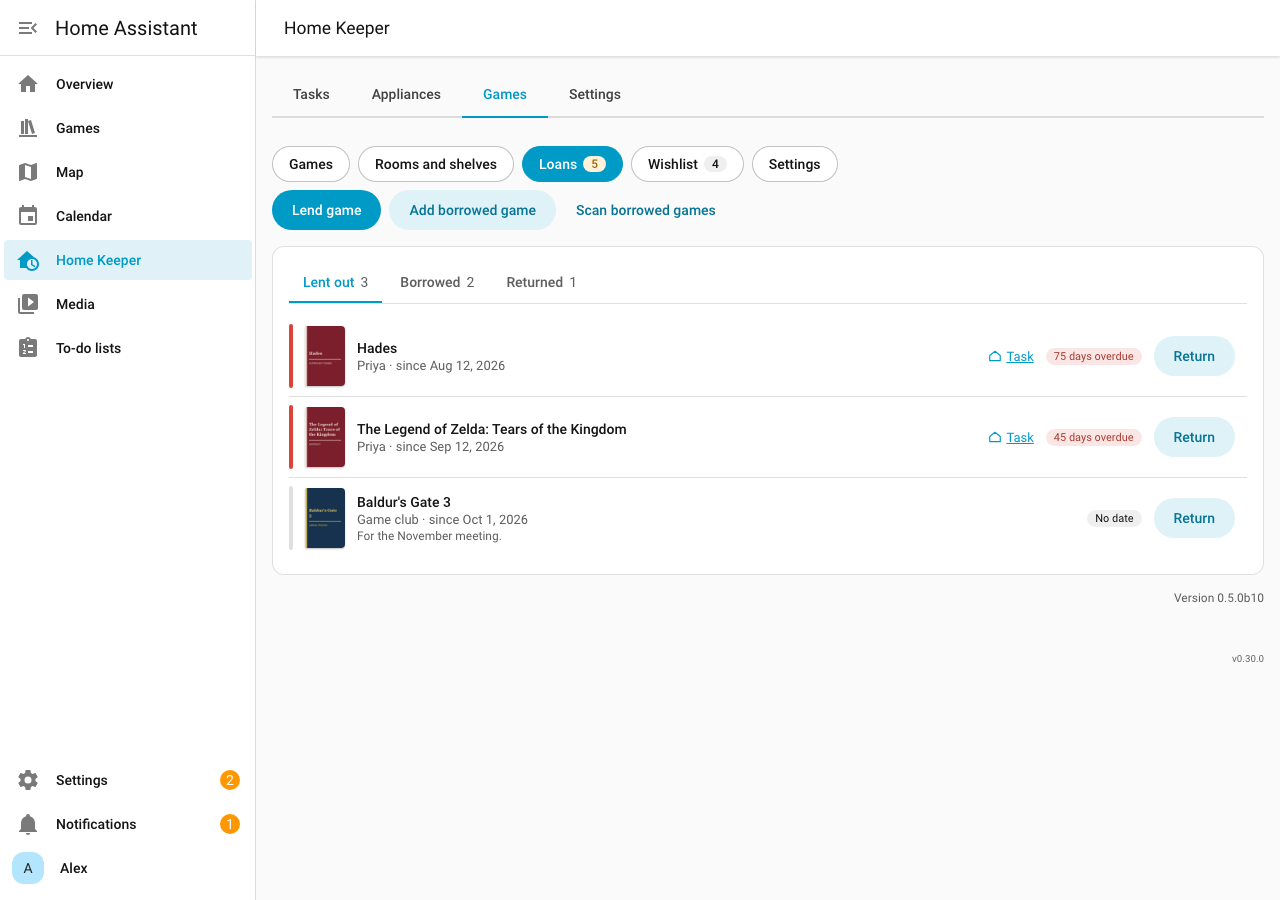 Home Assistant
Home Keeper
Overview
Games
Map
Calendar
Home Keeper
Media
To-do lists
Settings 2
Notifications 1
A Alex
Tasks Appliances Games Settings
Games Rooms and shelves Loans 5 Wishlist 4 Settings
Lend game Add borrowed game Scan borrowed games
Lent out 3 Borrowed 2 Returned 1
Hades
Hades
Priya · since Aug 12, 2026
Task 75 days overdue Return
The Legend of
Zelda: Tears of
the Kingdom
The Legend of Zelda: Tears of the Kingdom
Priya · since Sep 12, 2026
Task 45 days overdue Return
Baldur's Gate
3
Baldur's Gate 3
Game club · since Oct 1, 2026
For the November meeting.
No date Return
Version 0.5.0b10
v0.30.0